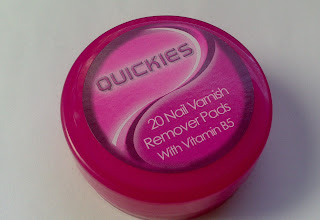 QUICKIES
20 Nail Varnish
Remover Pads
With Vitamin B5